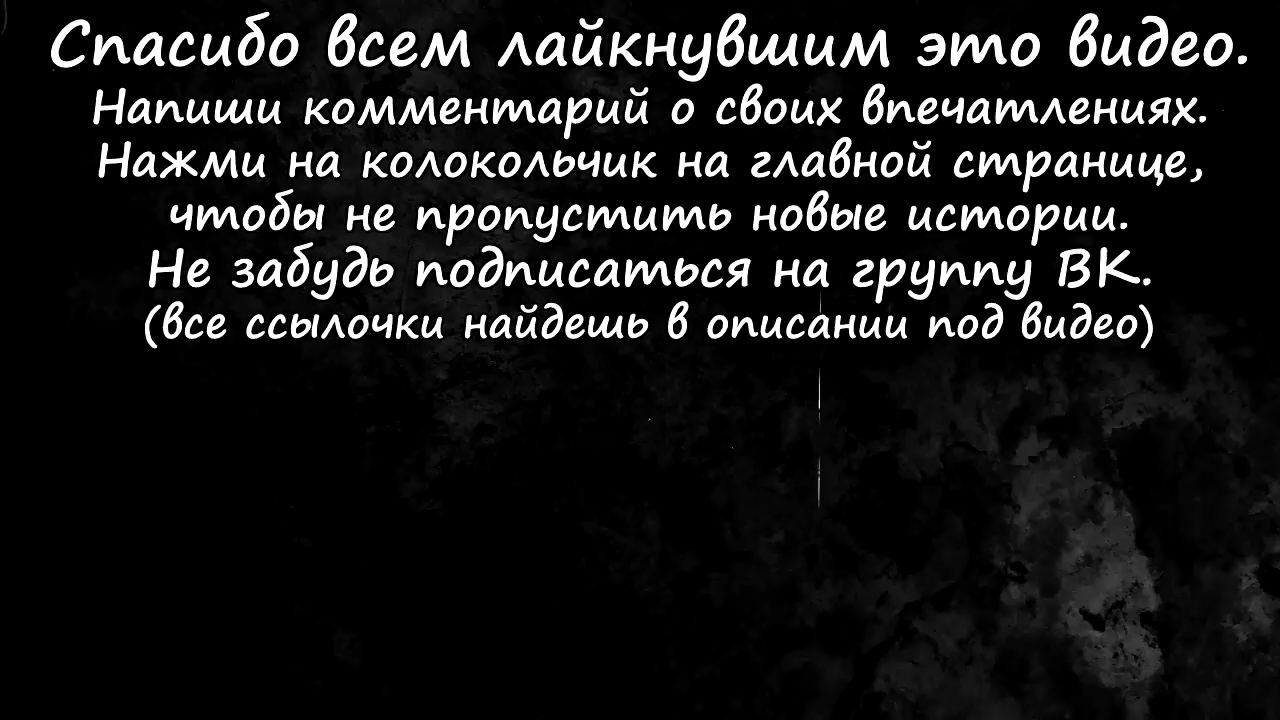 Спасибо всем лайкнувшим это видео.
Напиши комментарий о своих впечатлениях.
Нажми на колокольчик на главной странице,
чтобы не пропустить новые истории.
Не забудь подписаться на группу ВК.
(все ссылочки найдешь в описании под видео)